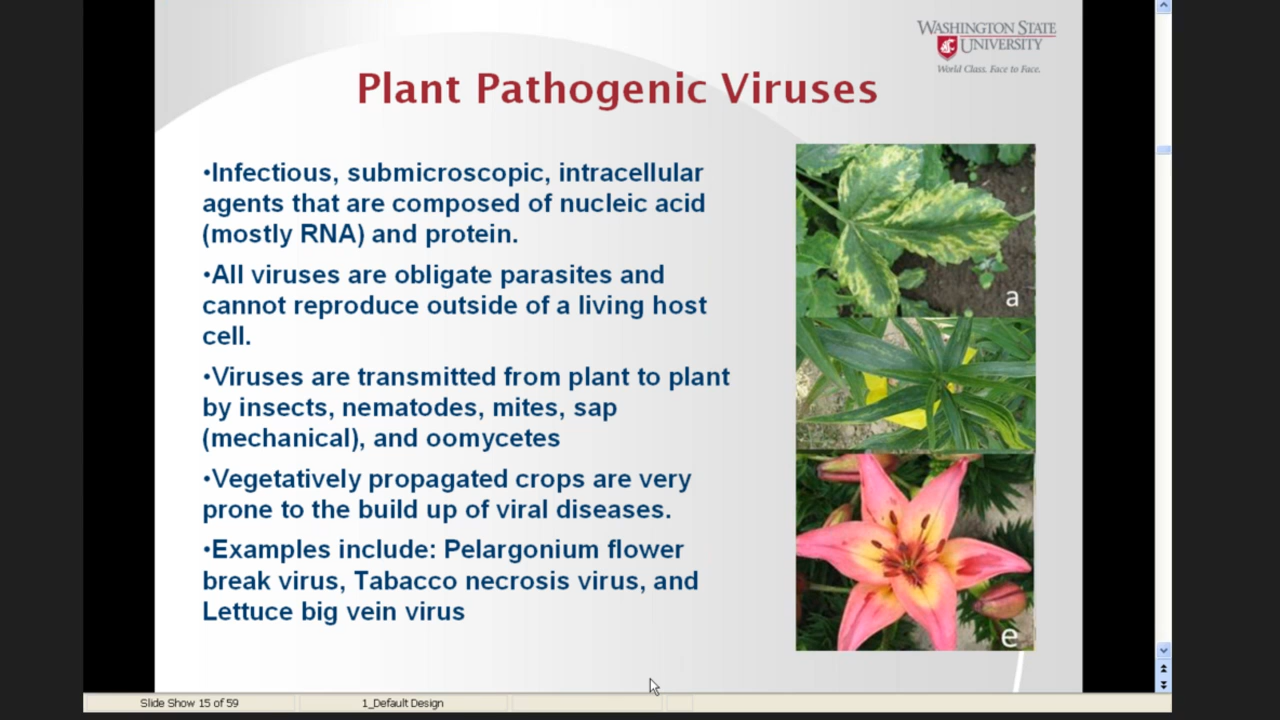 WASHINGTON STATE
UNIVERSITY
World Class. Face to Face.
Plant Pathogenic Viruses
•Infectious, submicroscopic, intracellular
agents that are composed of nucleic acid
(mostly RNA) and protein.
•All viruses are obligate parasites and
cannot reproduce outside of a living host
cell.
•Viruses are transmitted from plant to plant
by insects, nematodes, mites, sap
(mechanical), and oomycetes
•Vegetatively propagated crops are very
prone to the build up of viral diseases.
•Examples include: Pelargonium flower
break virus, Tabacco necrosis virus, and
Lettuce big vein virus
a
e
Slide Show 15 of 59
1_Default Design